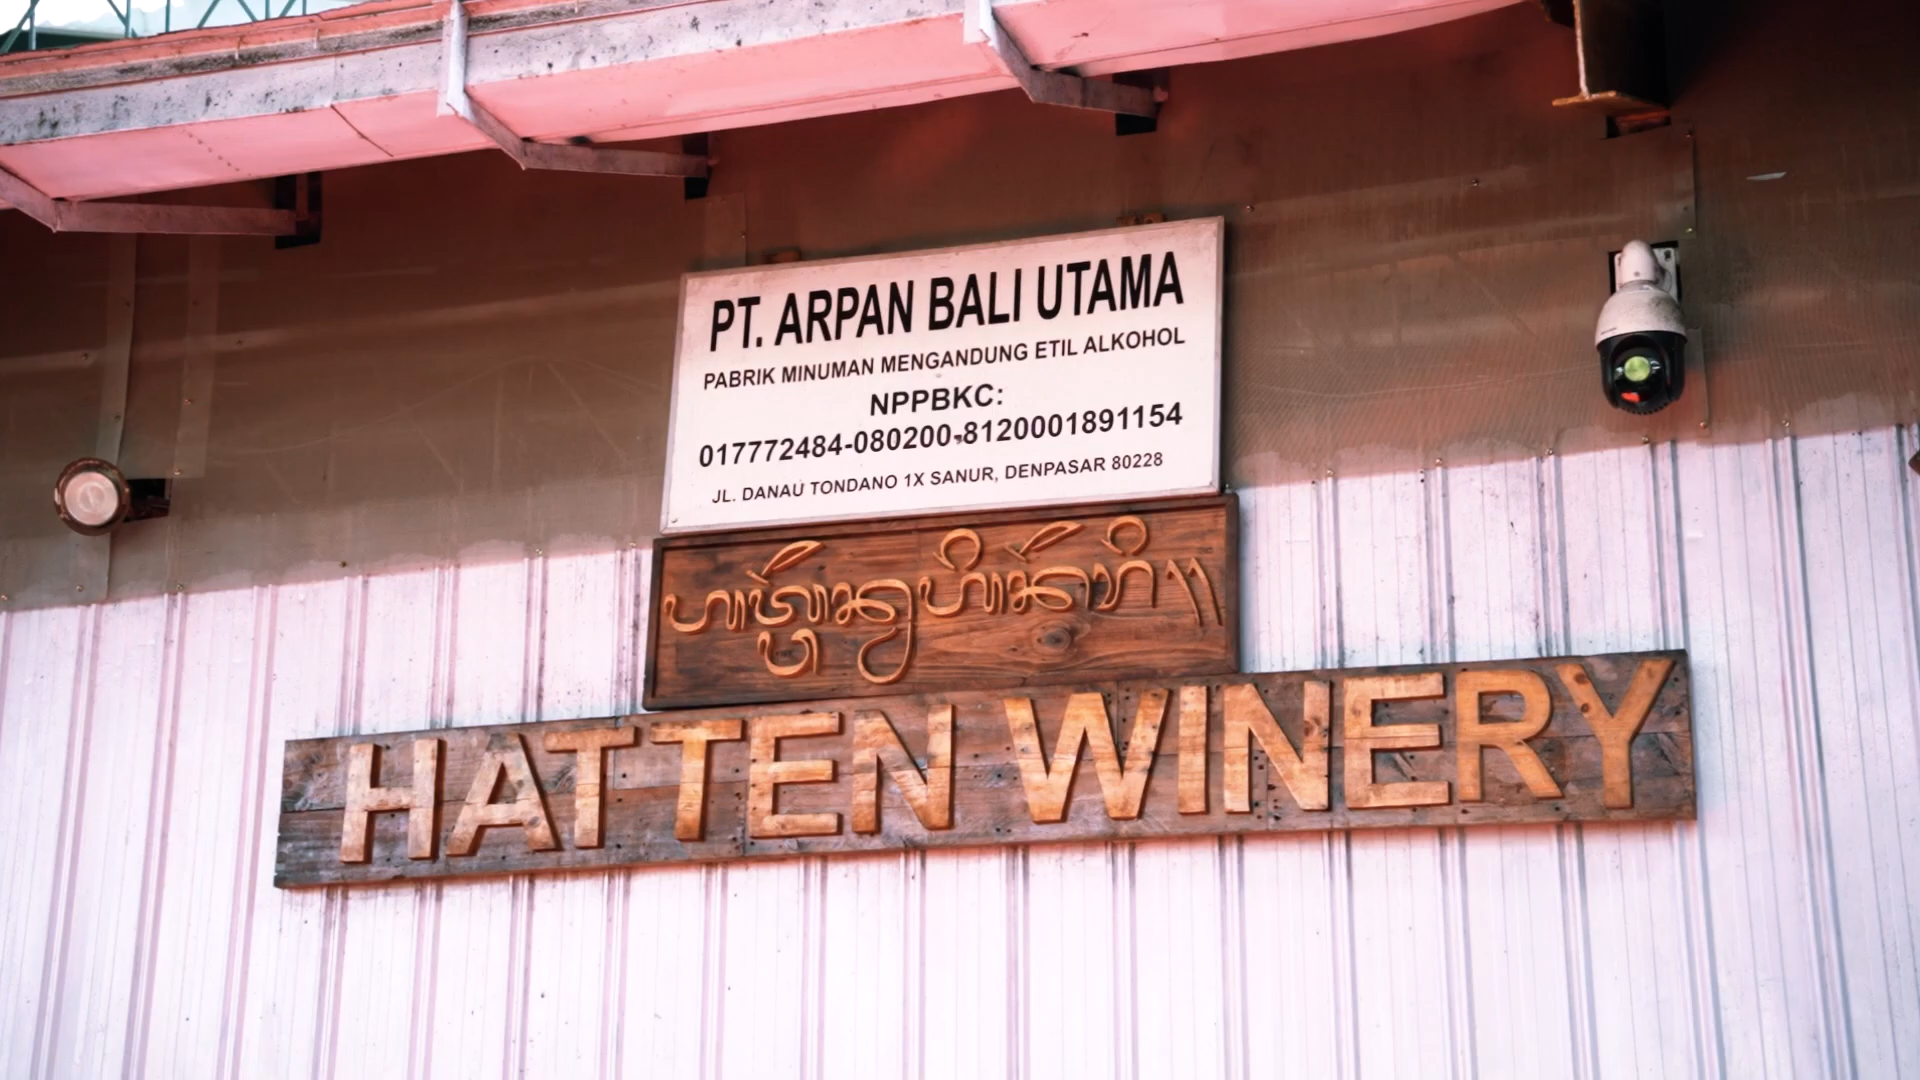 PT. ARPAN BALI UTAMA
PABRIK MINUMAN MENGANDUNG ETIL ALKOHOL
NPPBKC:
017772484-080200-8120001891154
JL. DANAU TONDANO 1X SANUR, DENPASAR 80228
HATTEN WINERY